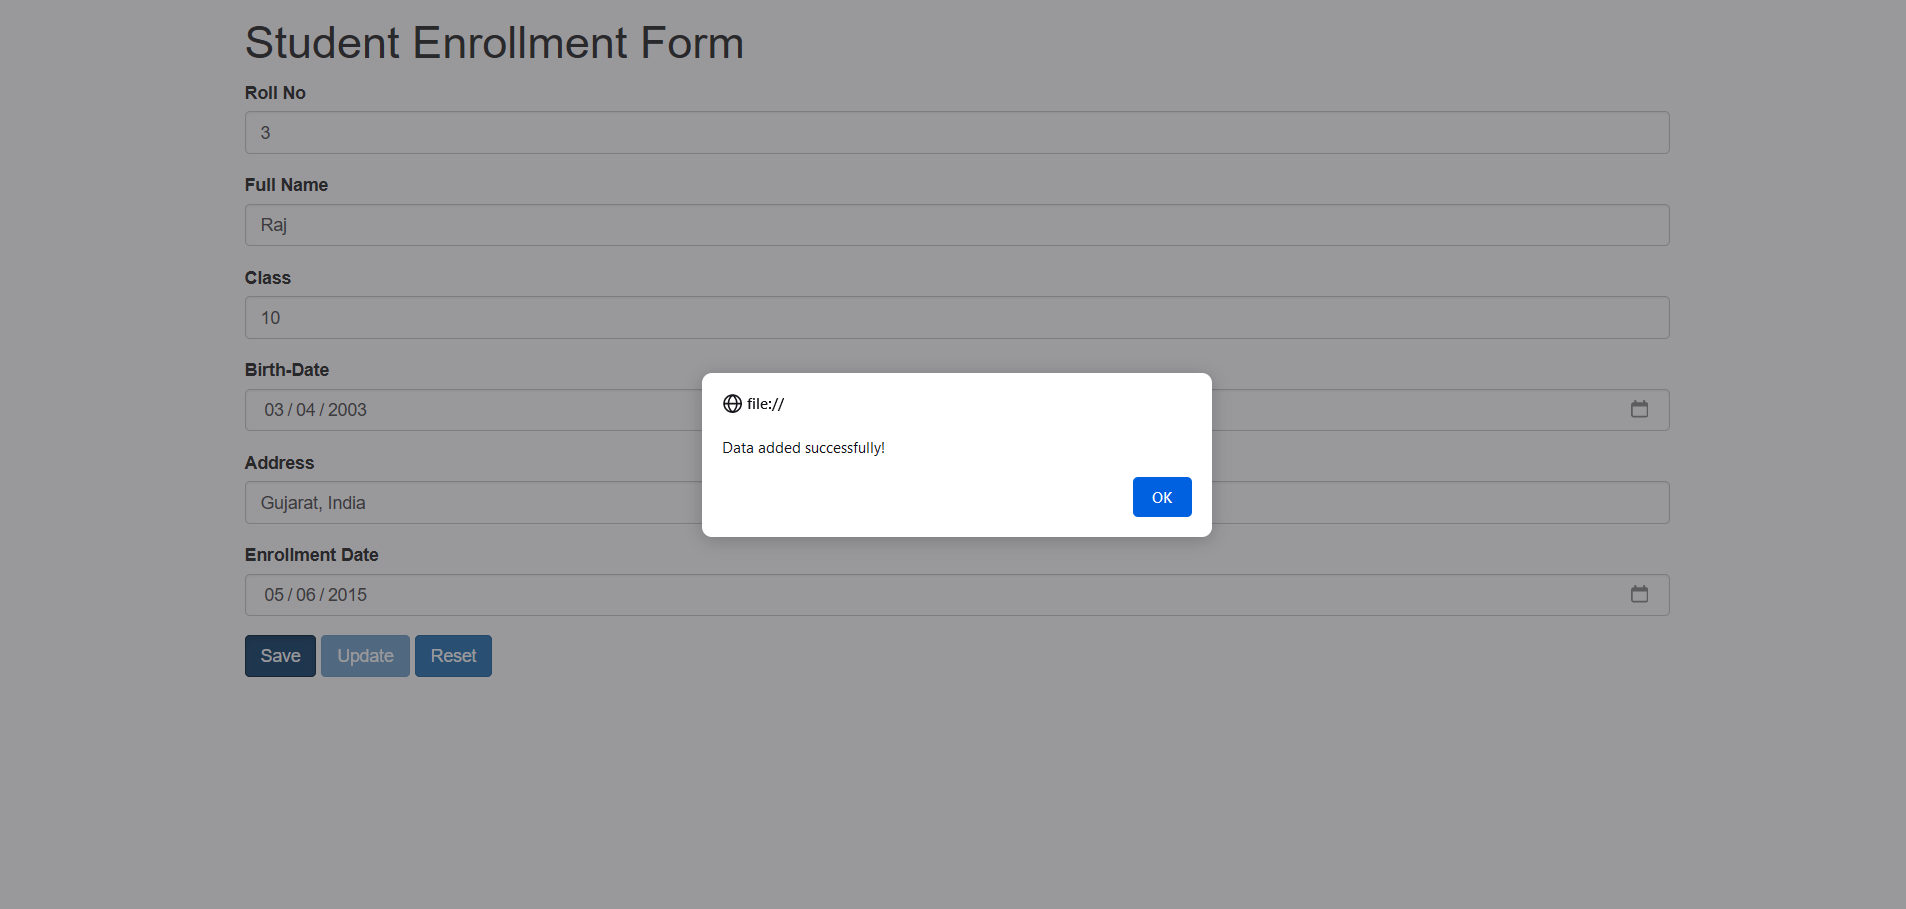 Student Enrollment Form
Roll No
3
Full Name
Raj
Class
10
Birth-Date
03 / 04 / 2003
Address
Gujarat, India
Enrollment Date
05 / 06 / 2015
Save Update Reset
file://
Data added successfully!
OK